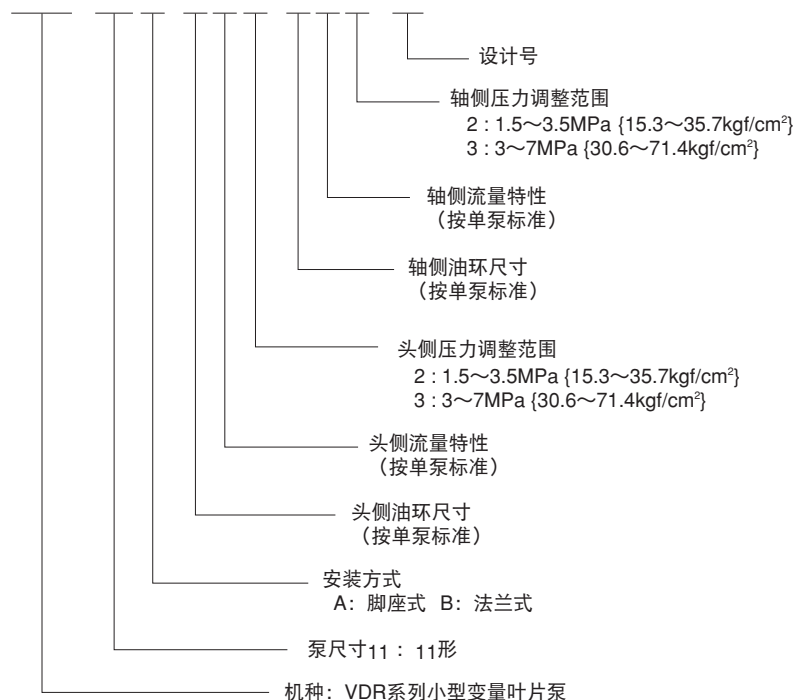 设计号
轴侧压力调整范围
2 : 1.5～3.5MPa {15.3～35.7kgf/cm²}
3 : 3～7MPa {30.6～71.4kgf/cm²}
轴侧流量特性
（按单泵标准）
轴侧油环尺寸
（按单泵标准）
头侧压力调整范围
2 : 1.5～3.5MPa {15.3～35.7kgf/cm²}
3 : 3～7MPa {30.6～71.4kgf/cm²}
头侧流量特性
（按单泵标准）
头侧油环尺寸
（按单泵标准）
安装方式
A：脚座式 B：法兰式
泵尺寸11 ：11形
机种：VDR系列小型变量叶片泵